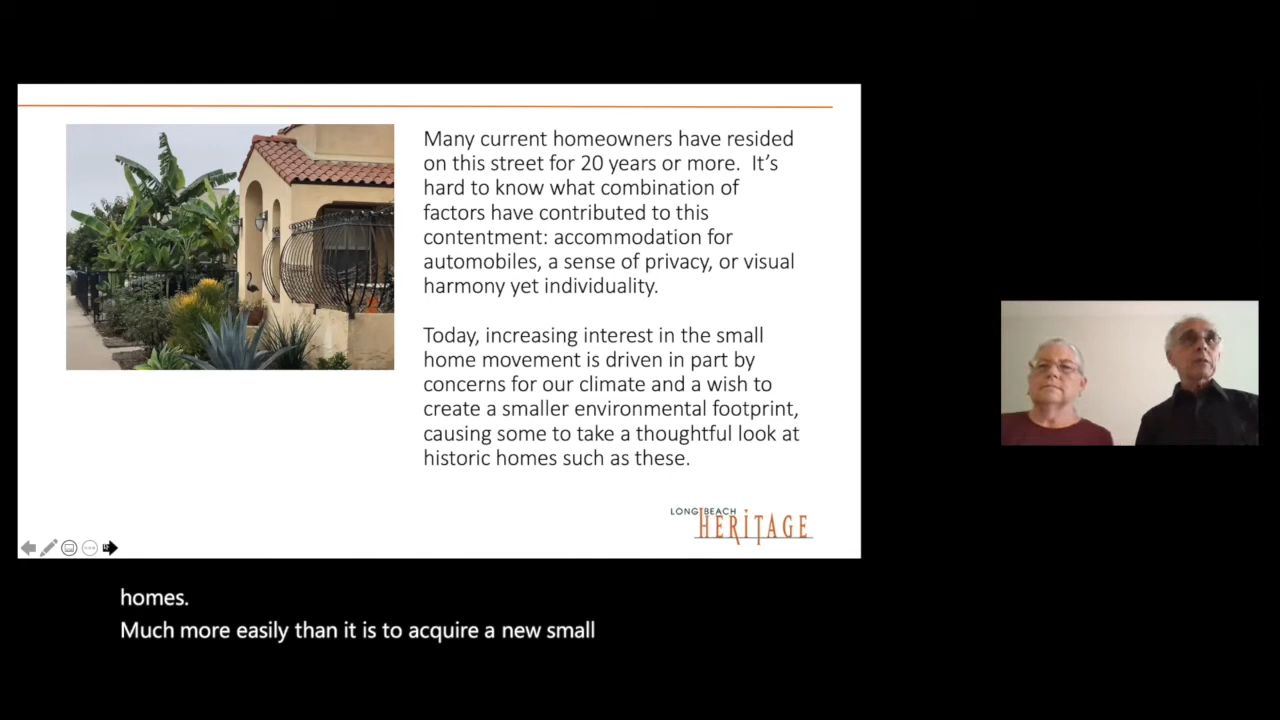 Many current homeowners have resided
on this street for 20 years or more.  It’s
hard to know what combination of
factors have contributed to this
contentment: accommodation for
automobiles, a sense of privacy, or visual
harmony yet individuality.
Today, increasing interest in the small
home movement is driven in part by
concerns for our climate and a wish to
create a smaller environmental footprint,
causing some to take a thoughtful look at
historic homes such as these.
LONG BEACH
HERITAGE
homes.
Much more easily than it is to acquire a new small